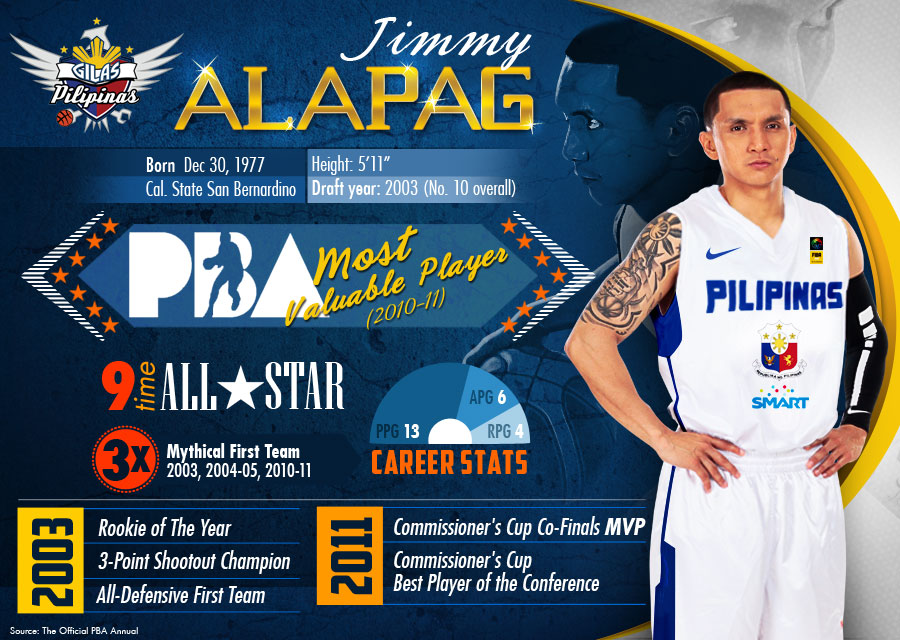 GILAS
Pilipinas
Jimmy
ALAPAG
Born Dec 30, 1977
Cal. State San Bernardino
Height: 5'11"
Draft year: 2003 (No. 10 overall)
PBA
Most
Valuable Player
(2010-11)
9 time ALL★STAR
3x
Mythical First Team
2003, 2004-05, 2010-11
APG 6
PPG 13
RPG 4
CAREER STATS
2003
Rookie of The Year
3-Point Shootout Champion
All-Defensive First Team
2011
Commissioner's Cup Co-Finals MVP
Commissioner's Cup
Best Player of the Conference
PILIPINAS
SMART
Source: The Official PBA Annual